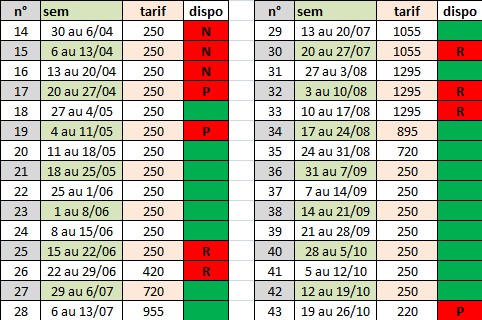 n° sem tarif dispo n° sem tarif dispo
14 30 au 6/04 250 N 29 13 au 20/07 1055
15 6 au 13/04 250 N 30 20 au 27/07 1055 R
16 13 au 20/04 250 N 31 27 au 3/08 1295
17 20 au 27/04 250 P 32 3 au 10/08 1295 R
18 27 au 4/05 250 33 10 au 17/08 1295 R
19 4 au 11/05 250 P 34 17 au 24/08 895
20 11 au 18/05 250 35 24 au 31/08 720
21 18 au 25/05 250 36 31 au 7/09 250
22 25 au 1/06 250 37 7 au 14/09 250
23 1 au 8/06 250 38 14 au 21/09 250
24 8 au 15/06 250 39 21 au 28/09 250
25 15 au 22/06 250 R 40 28 au 5/10 250
26 22 au 29/06 420 R 41 5 au 12/10 250
27 29 au 6/07 720 42 12 au 19/10 250
28 6 au 13/07 955 43 19 au 26/10 220 P